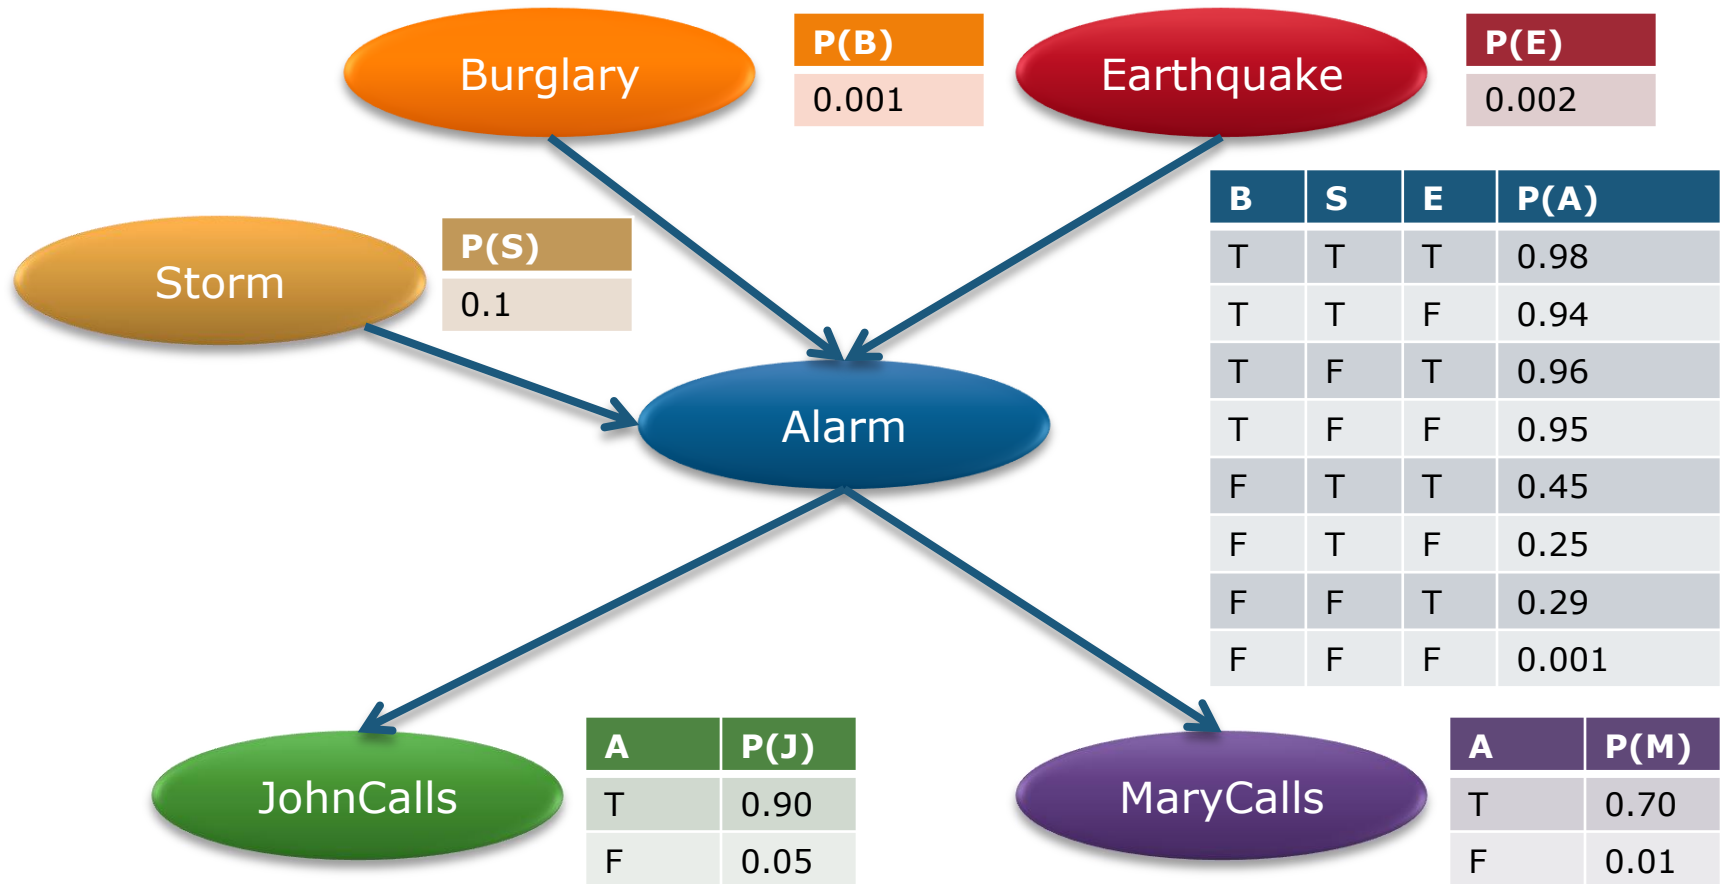 Burglary
P(B)
0.001
Earthquake
P(E)
0.002
Storm
P(S)
0.1
B S E P(A)
T T T 0.98
T T F 0.94
T F T 0.96
T F F 0.95
F T T 0.45
F T F 0.25
F F T 0.29
F F F 0.001
Alarm
JohnCalls
A P(J)
T 0.90
F 0.05
MaryCalls
A P(M)
T 0.70
F 0.01